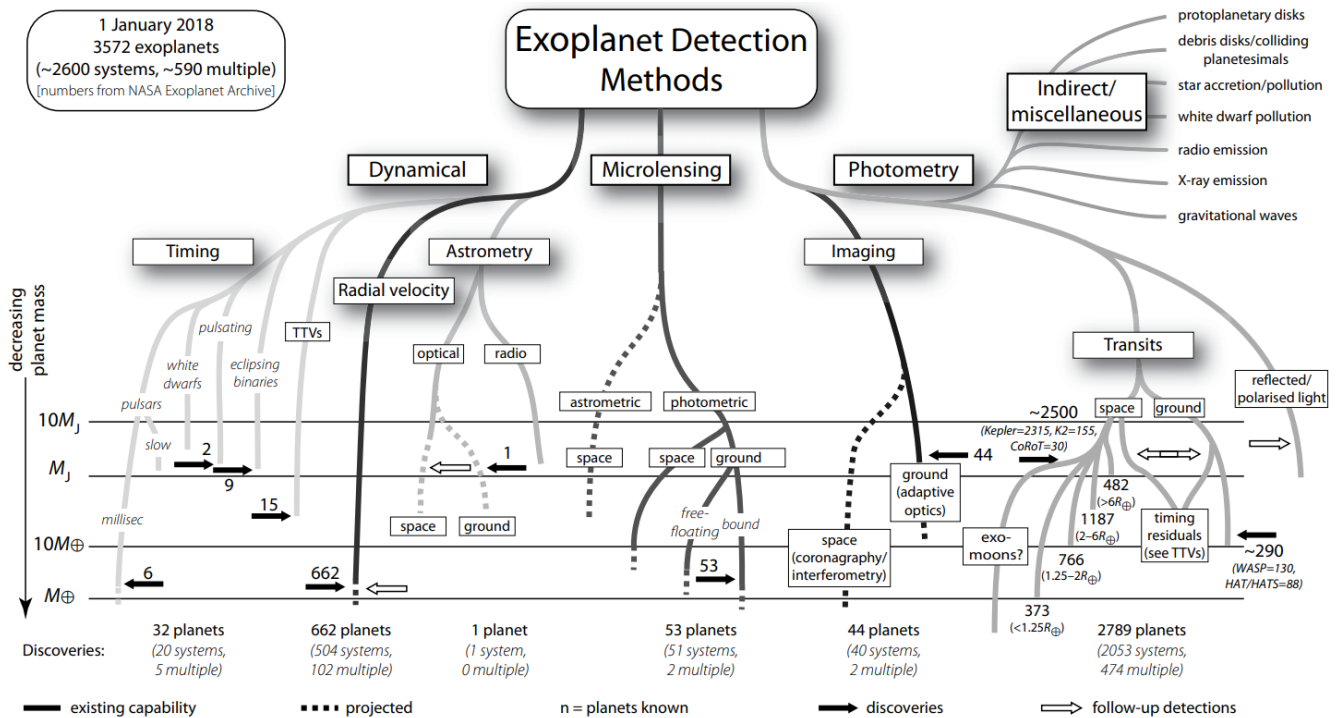 1 January 2018
3572 exoplanets
(~2600 systems, ~590 multiple)
[numbers from NASA Exoplanet Archive]
Exoplanet Detection
Methods
protoplanetary disks
debris disks/colliding
planetesimals
star accretion/pollution
white dwarf pollution
radio emission
X-ray emission
gravitational waves
Indirect/
miscellaneous
Dynamical
Microlensing
Photometry
Timing
Astrometry
Imaging
Radial velocity
decreasing
planet mass
pulsating
TTVs
white
dwarfs
eclipsing
binaries
optical
radio
Transits
reflected/
polarised light
pulsars
slow
astrometric
photometric
~2500
(Kepler=2315, K2=155,
CoRoT=30)
space
ground
10M_J
2
9
1
space
space
ground
44
M_J
ground
(adaptive
optics)
482
(>6R⊕)
15
millisec
space
ground
free-
floating
bound
1187
(2–6R⊕)
exo-
moons?
timing
residuals
(see TTVs)
10M⊕
space
(coronagraphy/
interferometry)
766
(1.25–2R⊕)
~290
(WASP=130,
HAT/HATS=88)
6
662
53
M⊕
373
(<1.25R⊕)
Discoveries:
32 planets
(20 systems,
5 multiple)
662 planets
(504 systems,
102 multiple)
1 planet
(1 system,
0 multiple)
53 planets
(51 systems,
2 multiple)
44 planets
(40 systems,
2 multiple)
2789 planets
(2053 systems,
474 multiple)
existing capability
projected
n = planets known
discoveries
follow-up detections